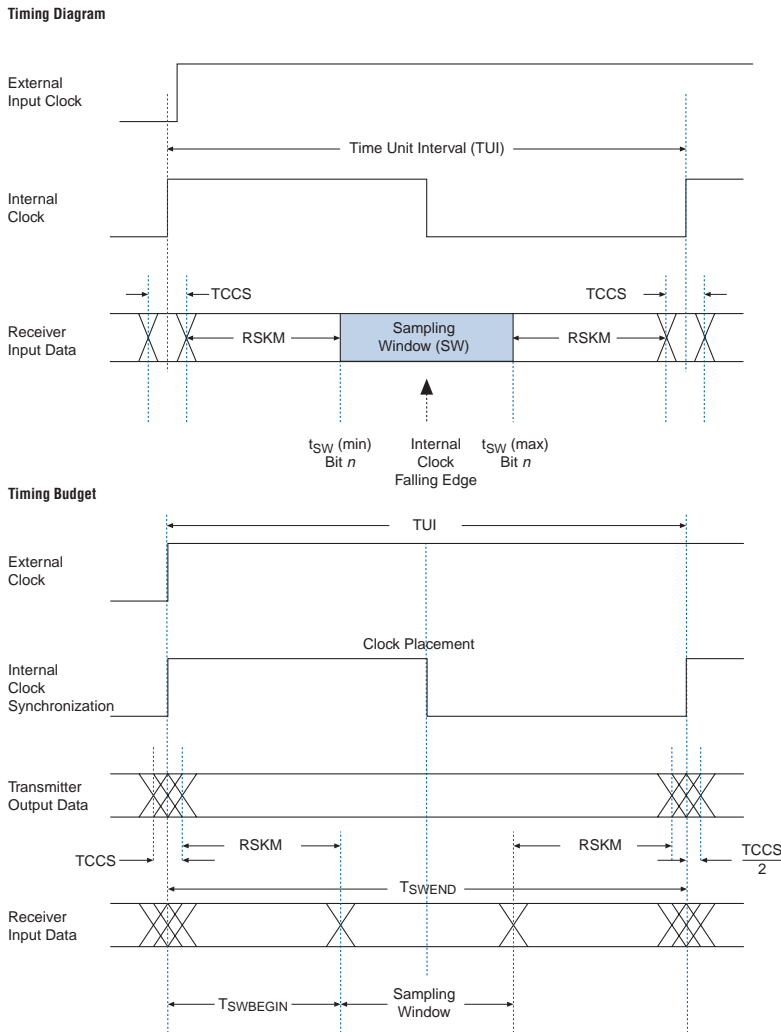 Timing Diagram
External
Input Clock
Time Unit Interval (TUI)
Internal
Clock
TCCS
TCCS
Receiver
Input Data
RSKM
Sampling
Window (SW)
RSKM
tSW (min)
Bit n
Internal
Clock
Falling Edge
tSW (max)
Bit n
Timing Budget
TUI
External
Clock
Clock Placement
Internal
Clock
Synchronization
Transmitter
Output Data
RSKM
RSKM
TCCS
TCCS
2
TSWEND
Receiver
Input Data
TSWBEGIN
Sampling
Window